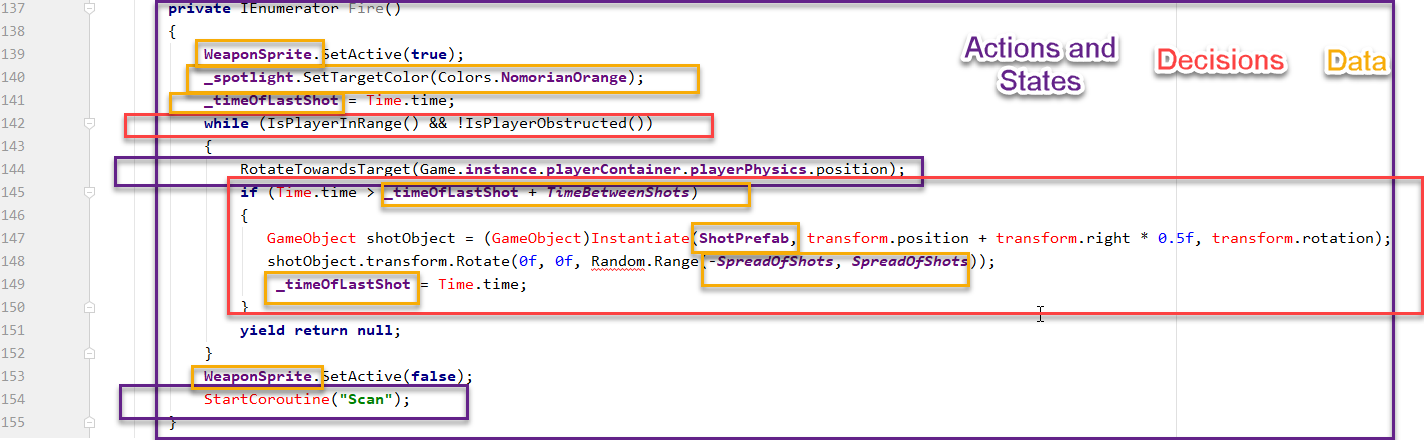 137 private IEnumerator Fire()
138 {
139 WeaponSprite.SetActive(true);
140 _spotlight.SetTargetColor(Colors.NomorianOrange);
141 _timeOfLastShot = Time.time;
142 while (IsPlayerInRange() && !IsPlayerObstructed())
143 {
144 RotateTowardsTarget(Game.instance.playerContainer.playerPhysics.position);
145 if (Time.time > _timeOfLastShot + TimeBetweenShots)
146 {
147 GameObject shotObject = (GameObject)Instantiate(ShotPrefab, transform.position + transform.right * 0.5f, transform.rotation);
148 shotObject.transform.Rotate(0f, 0f, Random.Range(-SpreadOfShots, SpreadOfShots));
149 _timeOfLastShot = Time.time;
150 }
151 yield return null;
152 }
153 WeaponSprite.SetActive(false);
154 StartCoroutine("Scan");
155 }
Actions and
States
Decisions
Data